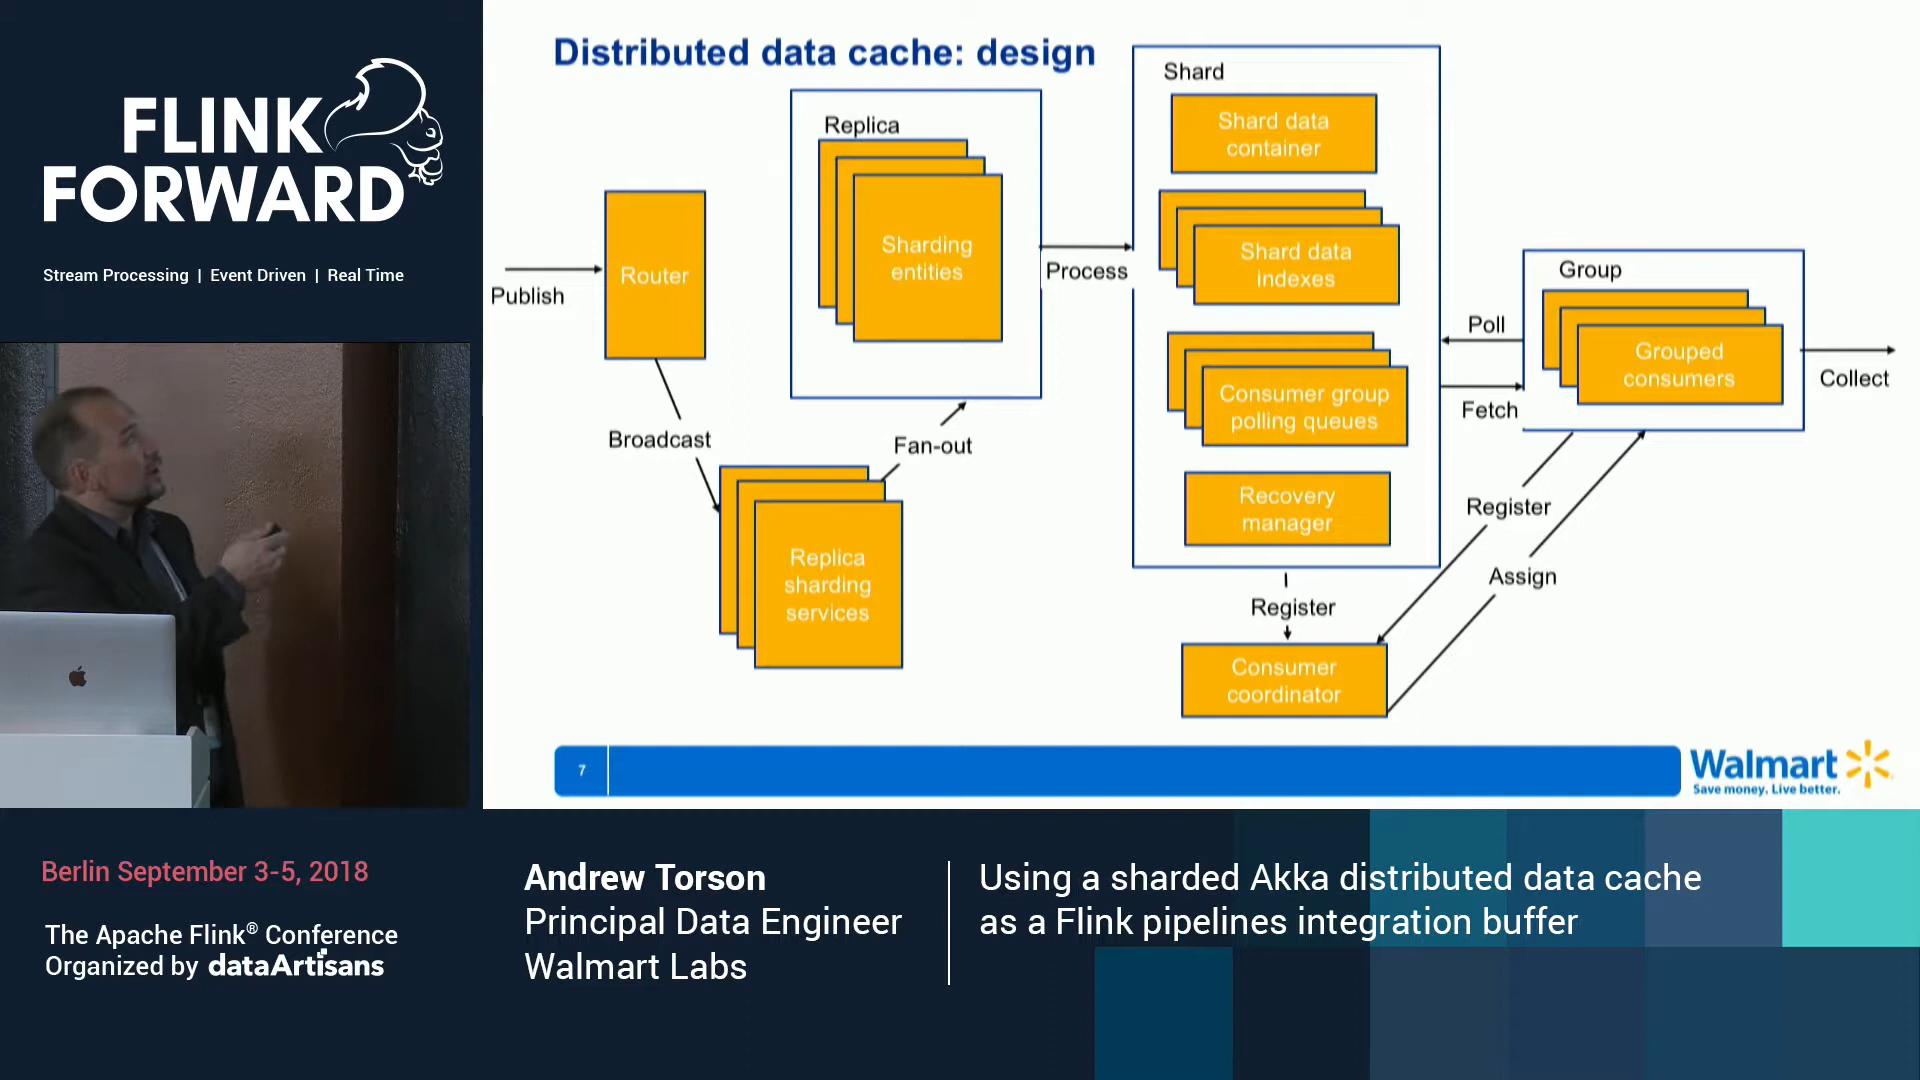 FLINK
FORWARD
Stream Processing | Event Driven | Real Time
Distributed data cache: design
Publish
Router
Broadcast
Replica
sharding
services
Fan-out
Replica
Sharding
entities
Process
Shard
Shard data
container
Shard data
indexes
Consumer group
polling queues
Recovery
manager
Register
Consumer
coordinator
Poll
Fetch
Group
Grouped
consumers
Collect
Register
Assign
7
Walmart
Save money. Live better.
Berlin September 3-5, 2018
The Apache Flink® Conference
Organized by dataArtisans
Andrew Torson
Principal Data Engineer
Walmart Labs
Using a sharded Akka distributed data cache
as a Flink pipelines integration buffer